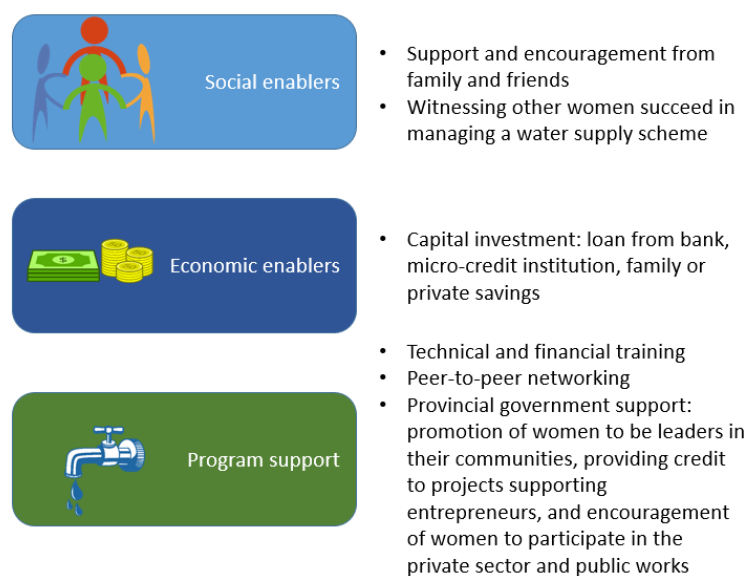 Social enablers
• Support and encouragement from
family and friends
• Witnessing other women succeed in
managing a water supply scheme
Economic enablers
• Capital investment: loan from bank,
micro-credit institution, family or
private savings
Program support
• Technical and financial training
• Peer-to-peer networking
• Provincial government support:
promotion of women to be leaders in
their communities, providing credit
to projects supporting
entrepreneurs, and encouragement
of women to participate in the
private sector and public works